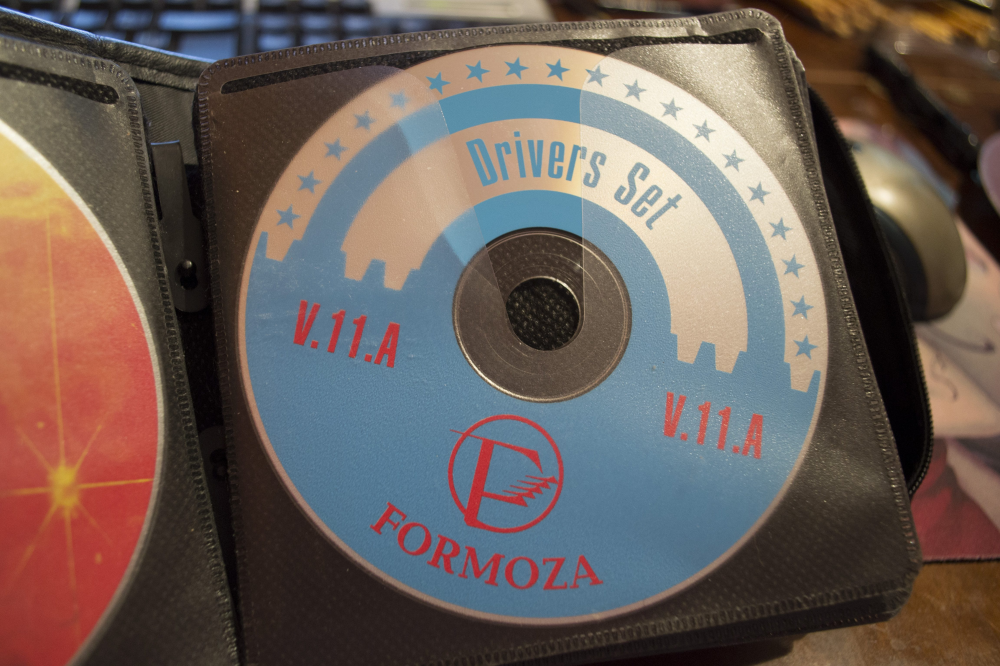 Drivers Set
V.11.A
V.11.A
F
FORMOZA